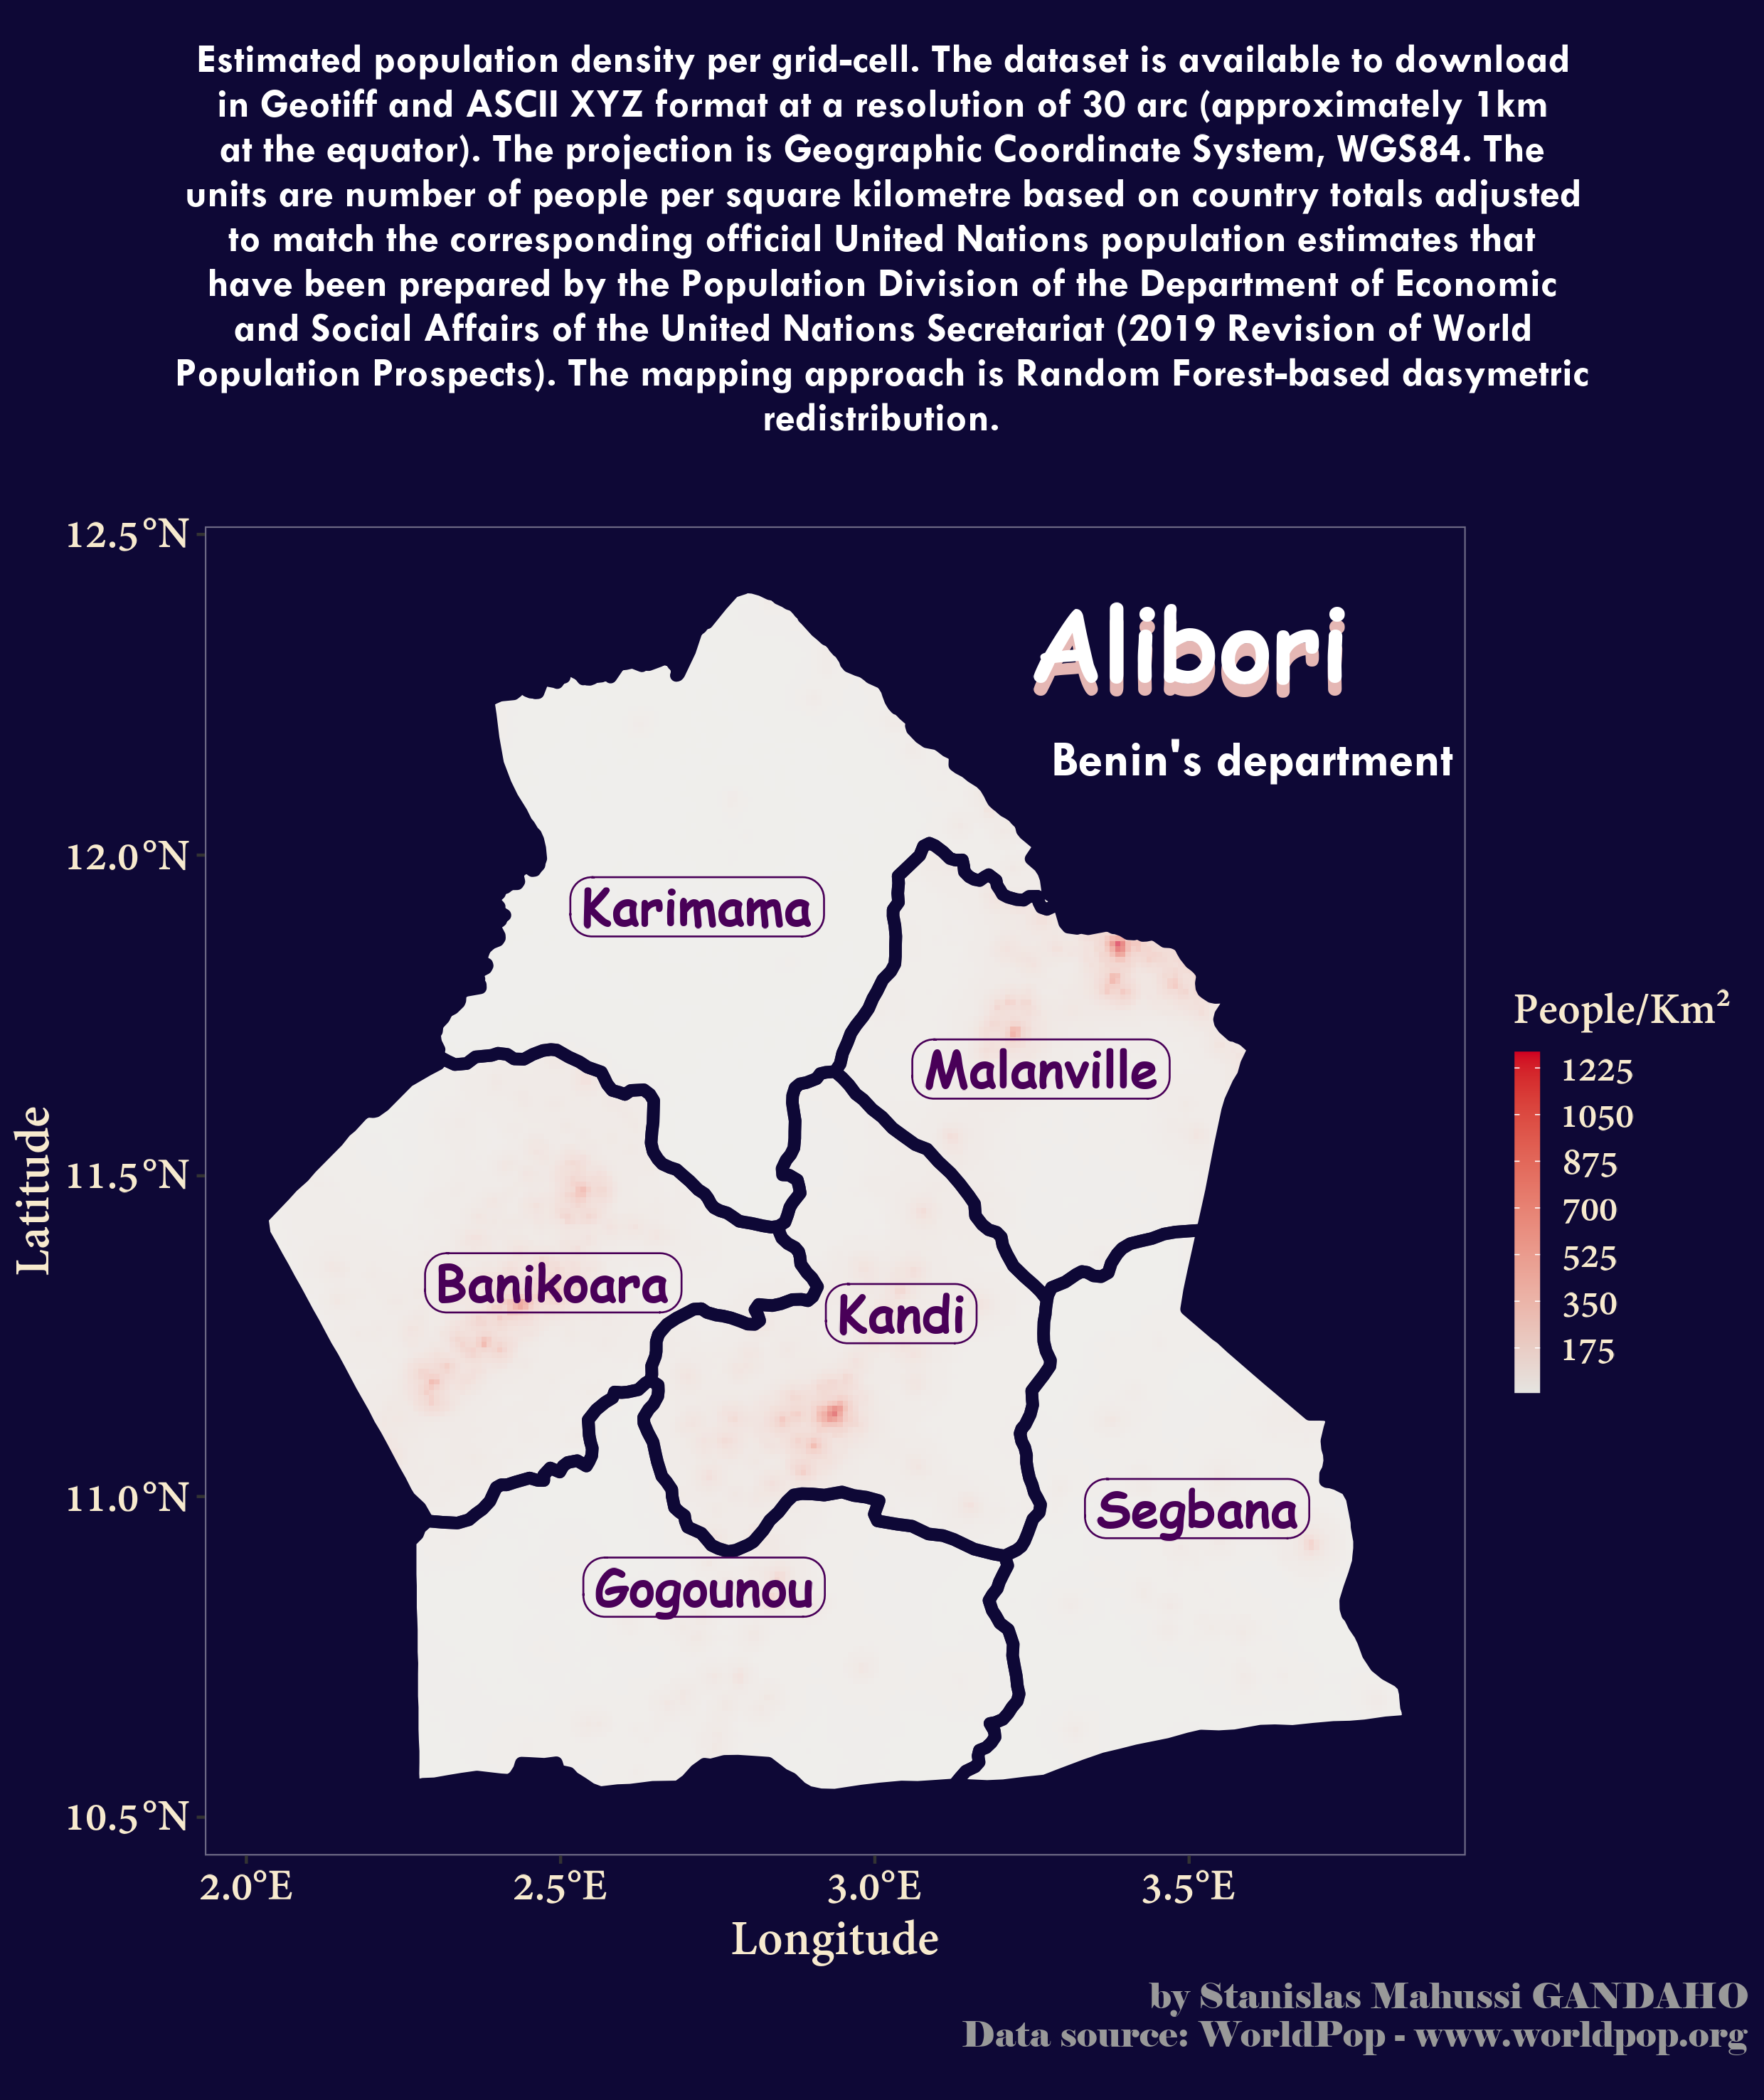 Estimated population density per grid-cell. The dataset is available to download
in Geotiff and ASCII XYZ format at a resolution of 30 arc (approximately 1km
at the equator). The projection is Geographic Coordinate System, WGS84. The
units are number of people per square kilometre based on country totals adjusted
to match the corresponding official United Nations population estimates that
have been prepared by the Population Division of the Department of Economic
and Social Affairs of the United Nations Secretariat (2019 Revision of World
Population Prospects). The mapping approach is Random Forest-based dasymetric
redistribution.
12.5°N
Alibori
Benin's department
12.0°N
Karimama
Malanville
People/Km²
1225
1050
875
700
525
350
175
11.5°N
Latitude
Banikoara
Kandi
11.0°N
Segbana
Gogounou
10.5°N
2.0°E
2.5°E
3.0°E
3.5°E
Longitude
by Stanislas Mahussi GANDAHO
Data source: WorldPop - www.worldpop.org